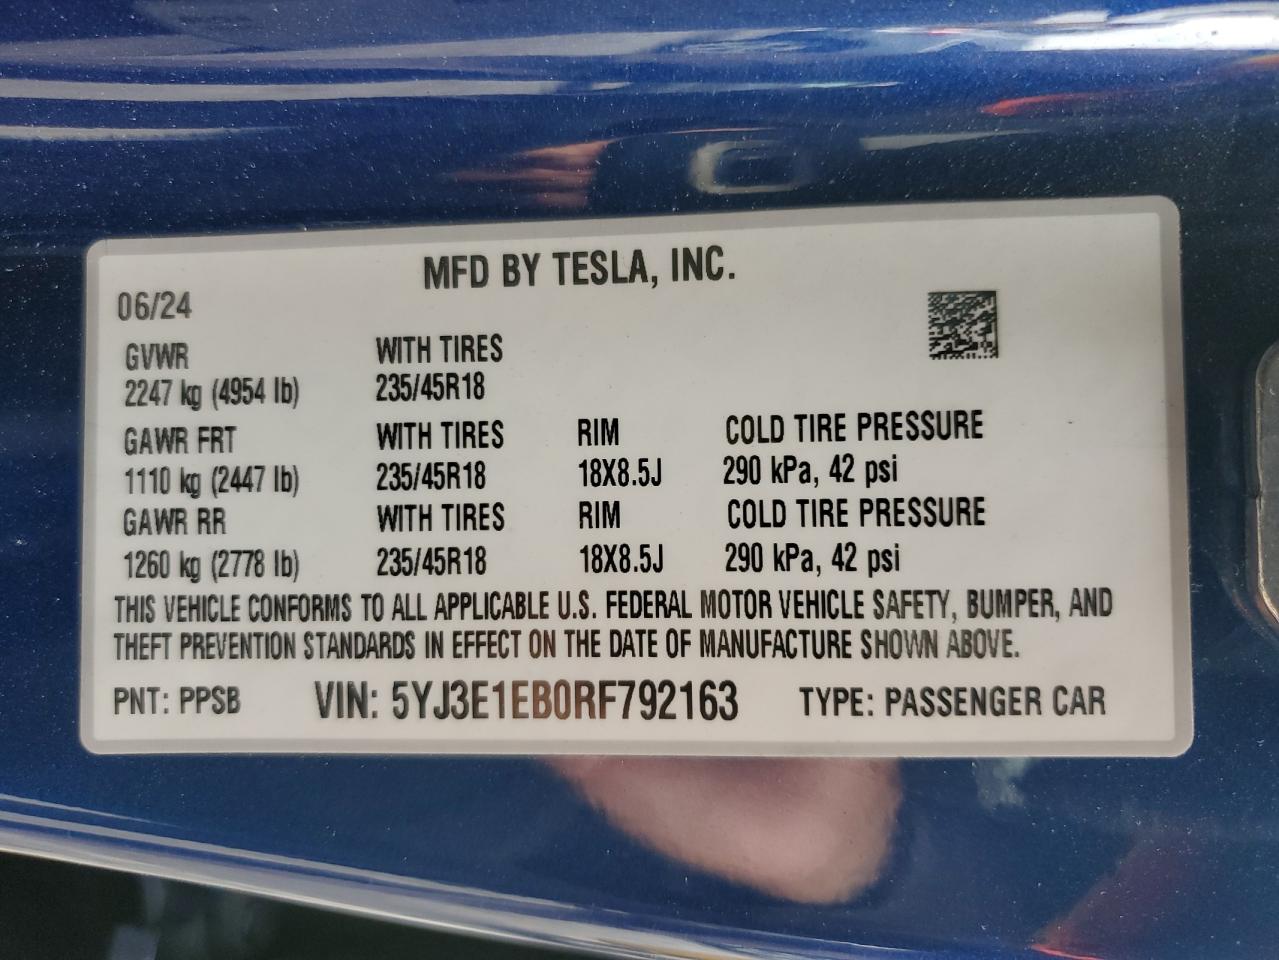 MFD BY TESLA, INC.
06/24
GVWR WITH TIRES
2247 kg (4954 lb) 235/45R18
GAWR FRT WITH TIRES RIM COLD TIRE PRESSURE
1110 kg (2447 lb) 235/45R18 18X8.5J 290 kPa, 42 psi
GAWR RR WITH TIRES RIM COLD TIRE PRESSURE
1260 kg (2778 lb) 235/45R18 18X8.5J 290 kPa, 42 psi
THIS VEHICLE CONFORMS TO ALL APPLICABLE U.S. FEDERAL MOTOR VEHICLE SAFETY, BUMPER, AND
THEFT PREVENTION STANDARDS IN EFFECT ON THE DATE OF MANUFACTURE SHOWN ABOVE.
PNT: PPSB VIN: 5YJ3E1EB0RF792163 TYPE: PASSENGER CAR